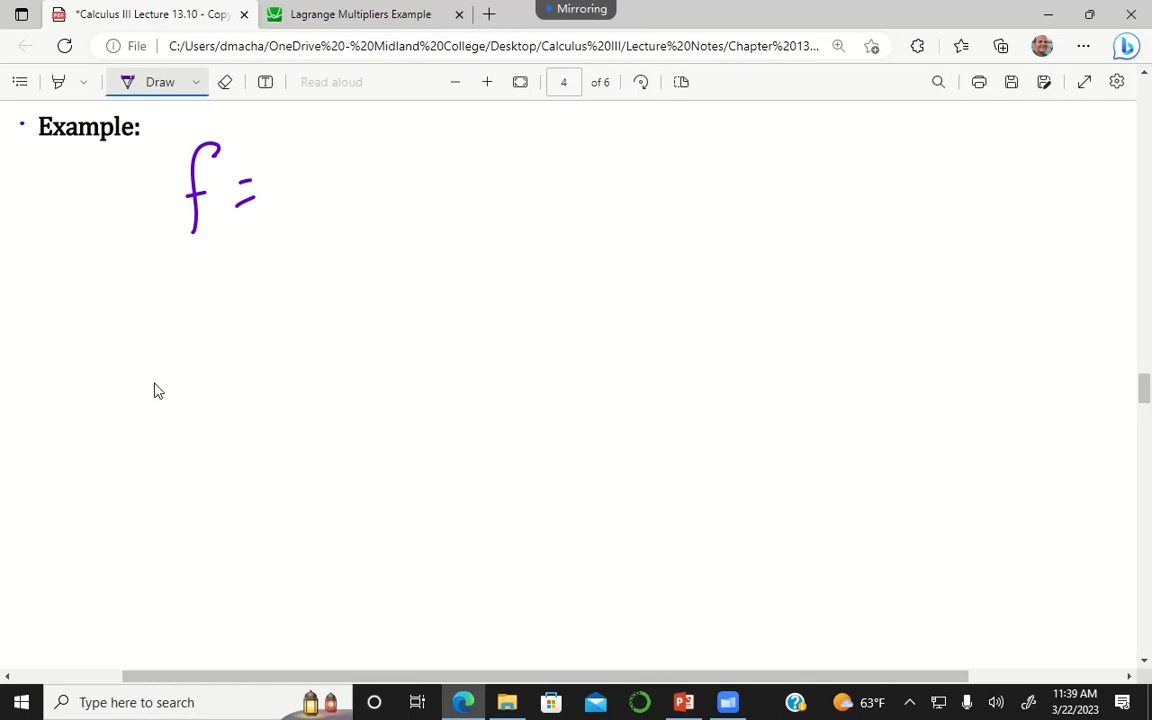 Mirroring
*Calculus III Lecture 13.10 - Copy
Lagrange Multipliers Example
File
C:/Users/dmacha/OneDrive%20-%20Midland%20College/Desktop/Calculus%20III/Lecture%20Notes/Chapter%2013...
Draw
Read aloud
4 of 6
• Example:
f =
Type here to search
63°F
11:39 AM
3/22/2023